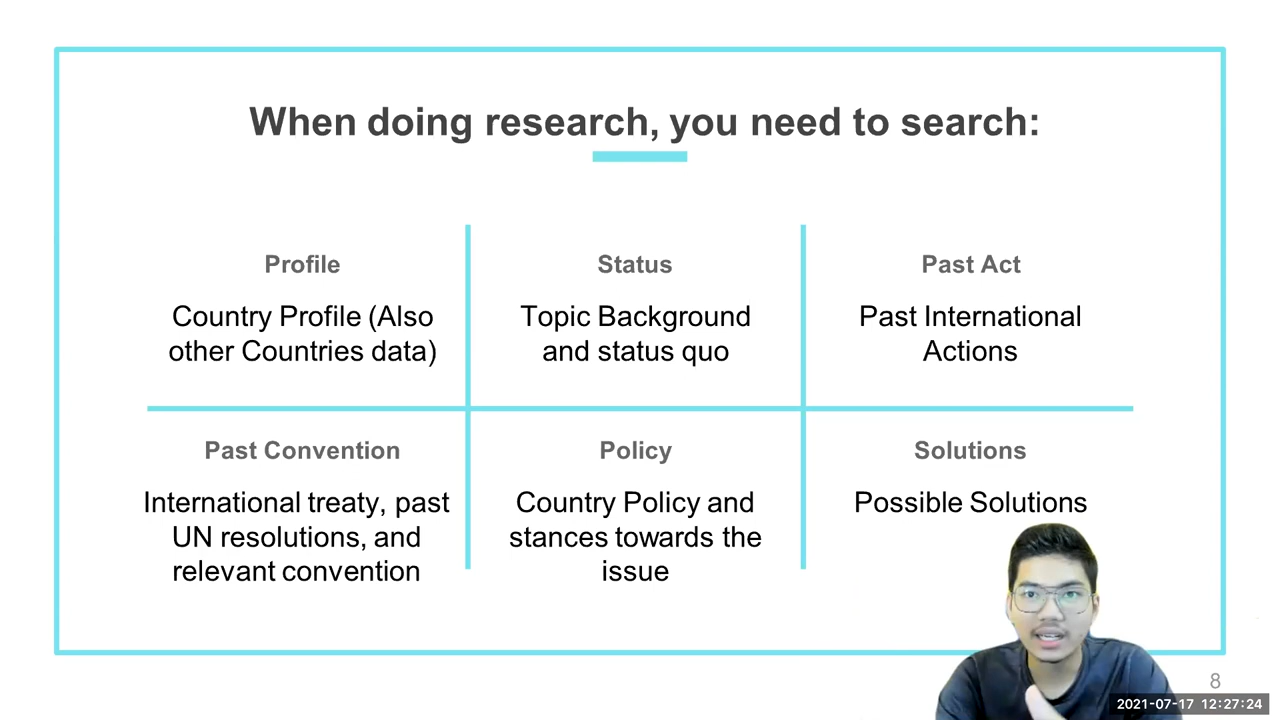 When doing research, you need to search:
Profile
Country Profile (Also
other Countries data)
Status
Topic Background
and status quo
Past Act
Past International
Actions
Past Convention
International treaty, past
UN resolutions, and
relevant convention
Policy
Country Policy and
stances towards the
issue
Solutions
Possible Solutions
8
2021-07-17 12:27:24